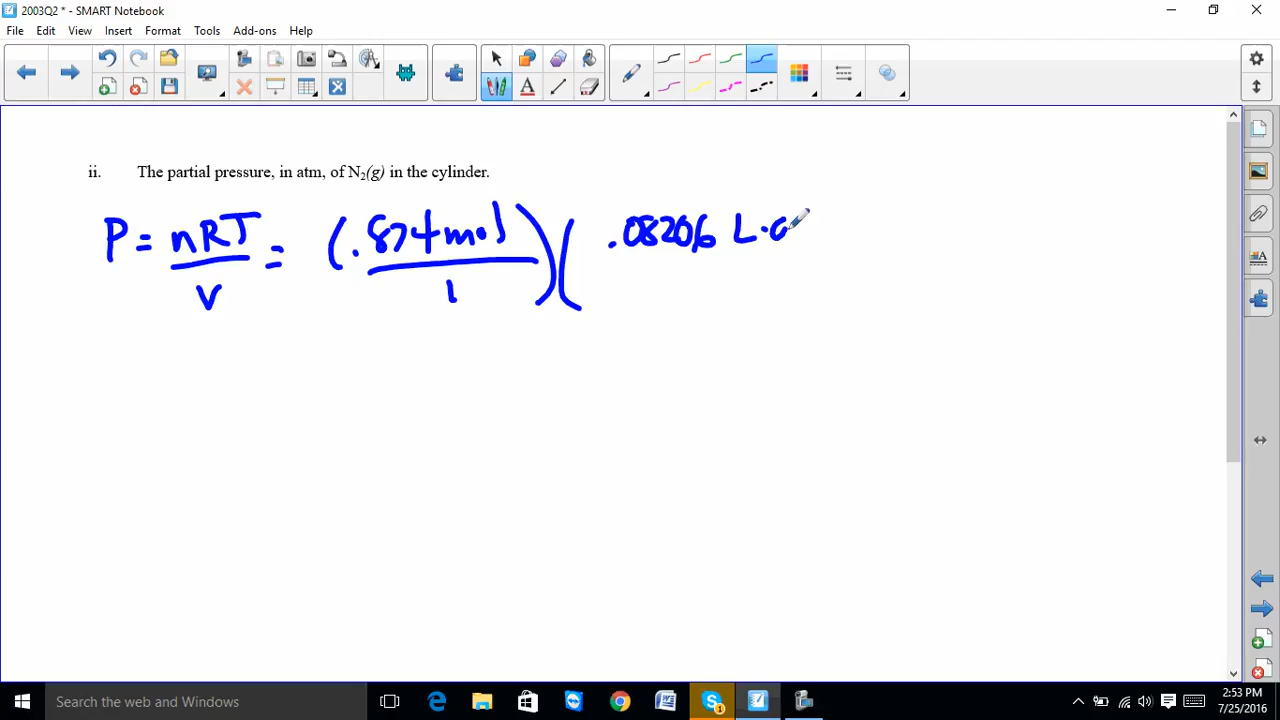 2003Q2 * - SMART Notebook
File Edit View Insert Format Tools Add-ons Help
ii. The partial pressure, in atm, of N₂(g) in the cylinder.
P = nRT = (.874 mol) ( .08206 L·a
V 1
Search the web and Windows
2:53 PM
7/25/2016